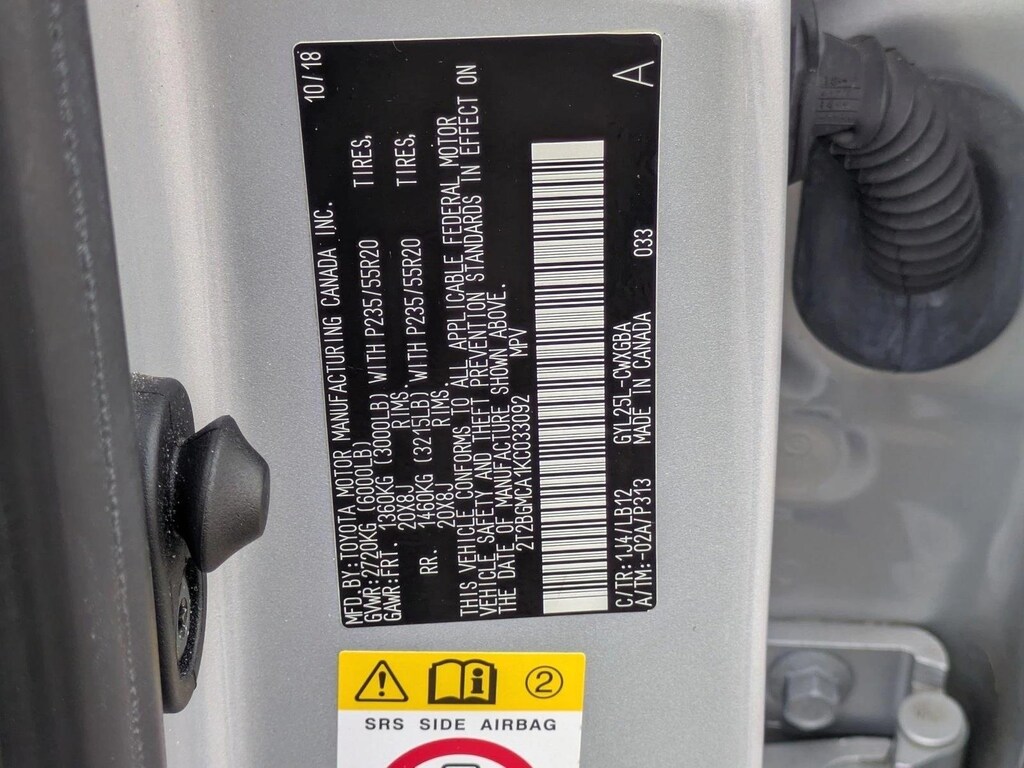 MFD.BY:TOYOTA MOTOR MANUFACTURING CANADA INC. 10/18
GVWR:2720KG (6000LB)
GAWR:FRT. 1360KG (3000LB) WITH P235/55R20 TIRES,
20X8J RIMS.
RR. 1460KG (3215LB) WITH P235/55R20 TIRES,
20X8J RIMS.
THIS VEHICLE CONFORMS TO ALL APPLICABLE FEDERAL MOTOR
VEHICLE SAFETY AND THEFT PREVENTION STANDARDS IN EFFECT ON
THE DATE OF MANUFACTURE SHOWN ABOVE.
2T2BGMCA1KC033092 MPV
C/TR:1J4/LB12 GYL25L-CWXGBA 033 A
A/TM:-02A/P313 MADE IN CANADA
2
SRS SIDE AIRBAG